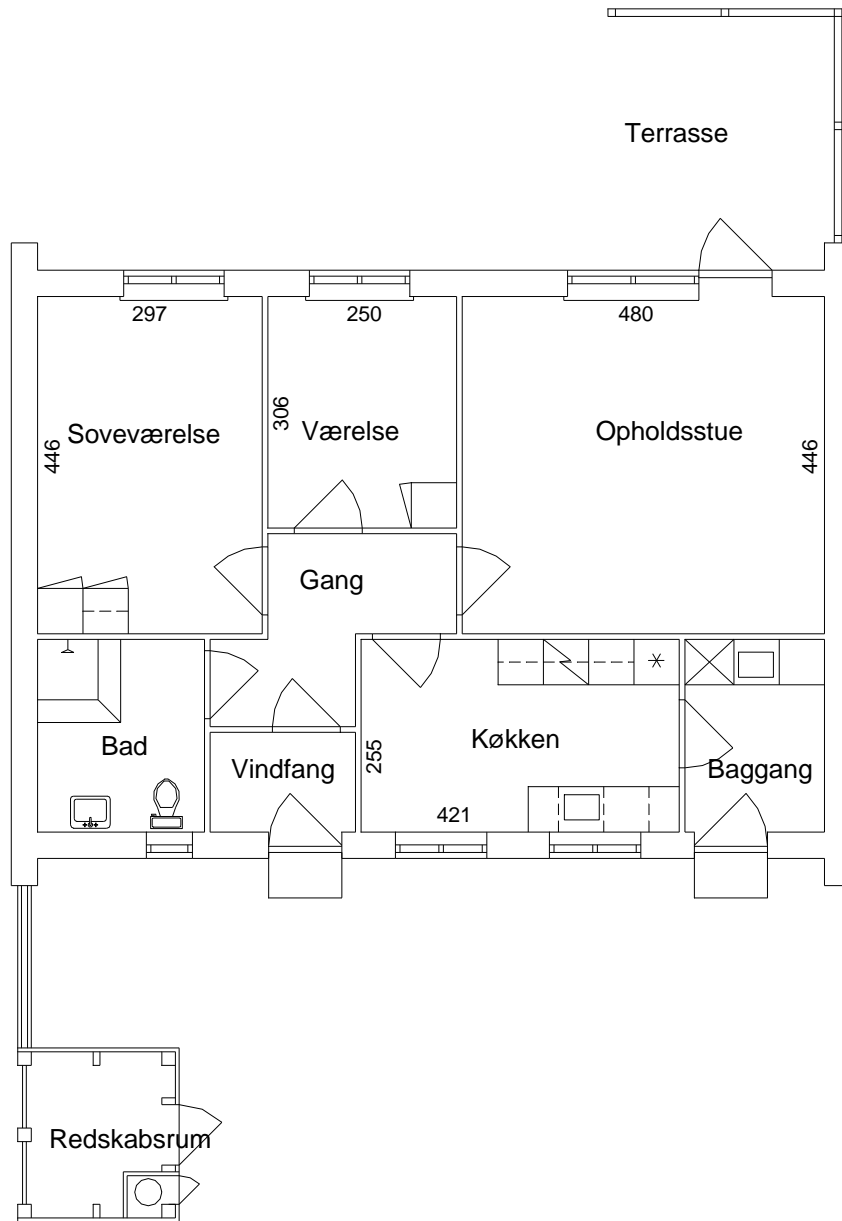 Terrasse
297
250
480
446
Soveværelse
306
Værelse
Opholdsstue
446
Gang
Bad
Vindfang
255
Køkken
421
Baggang
Redskabsrum